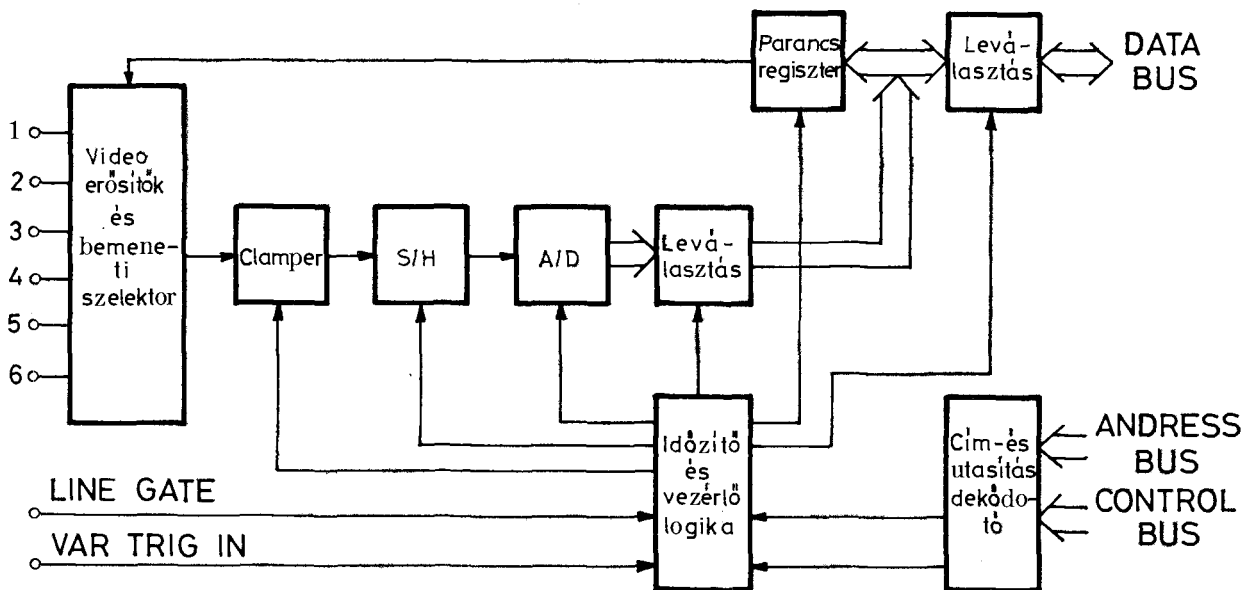 Parancs
regiszter
Levá-
lasztás
DATA
BUS
1
2
3
4
5
6
Video
erősítők
és
bemene-
ti
szelektor
Clamper
S/H
A/D
Levá-
lasztás
Időzítő
és
vezérlő
logika
Cím-és
utasítás
dekódo-
ló
ANDRESS
BUS
CONTROL
BUS
LINE GATE
VAR TRIG IN